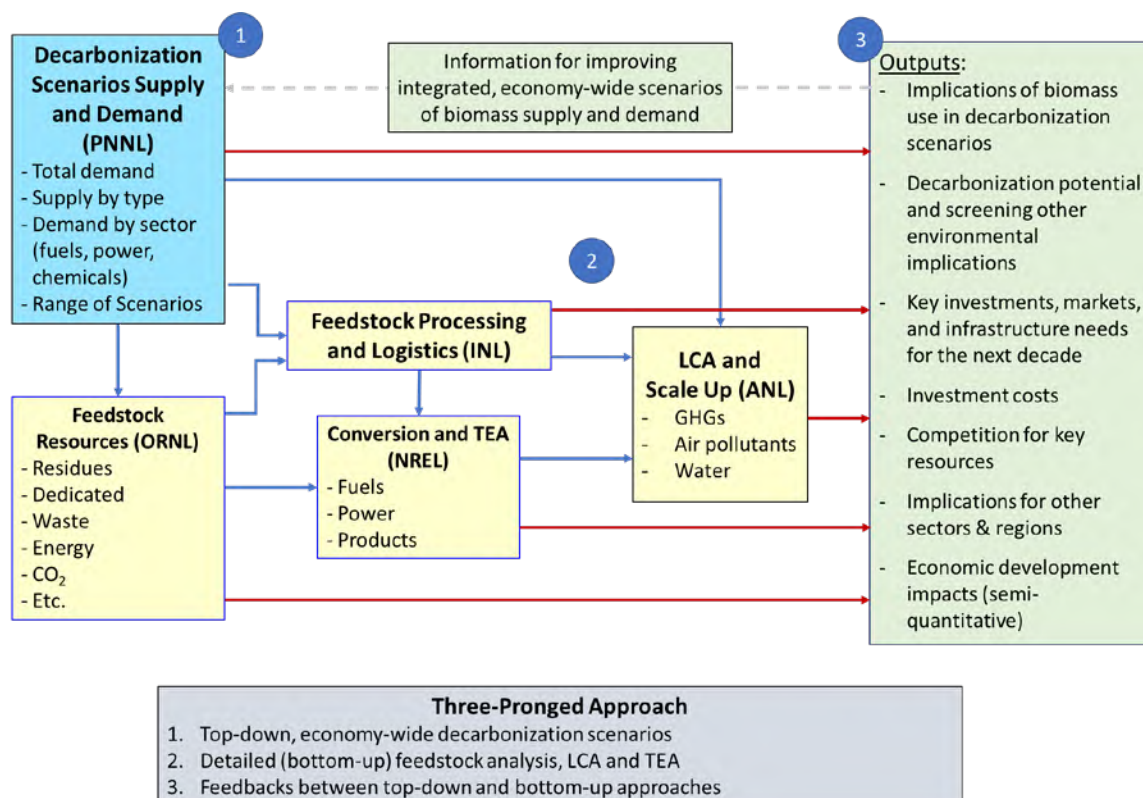 1
Decarbonization
Scenarios Supply
and Demand
(PNNL)
- Total demand
- Supply by type
- Demand by sector
(fuels, power,
chemicals)
- Range of Scenarios
Information for improving
integrated, economy-wide scenarios
of biomass supply and demand
3
Outputs:
- Implications of biomass
use in decarbonization
scenarios
- Decarbonization potential
and screening other
environmental
implications
- Key investments, markets,
and infrastructure needs
for the next decade
- Investment costs
- Competition for key
resources
- Implications for other
sectors & regions
- Economic development
impacts (semi-
quantitative)
2
Feedstock Processing
and Logistics (INL)
LCA and
Scale Up (ANL)
- GHGs
- Air pollutants
- Water
Feedstock
Resources (ORNL)
- Residues
- Dedicated
- Waste
- Energy
- CO₂
- Etc.
Conversion and TEA
(NREL)
- Fuels
- Power
- Products
Three-Pronged Approach
1. Top-down, economy-wide decarbonization scenarios
2. Detailed (bottom-up) feedstock analysis, LCA and TEA
3. Feedbacks between top-down and bottom-up approaches